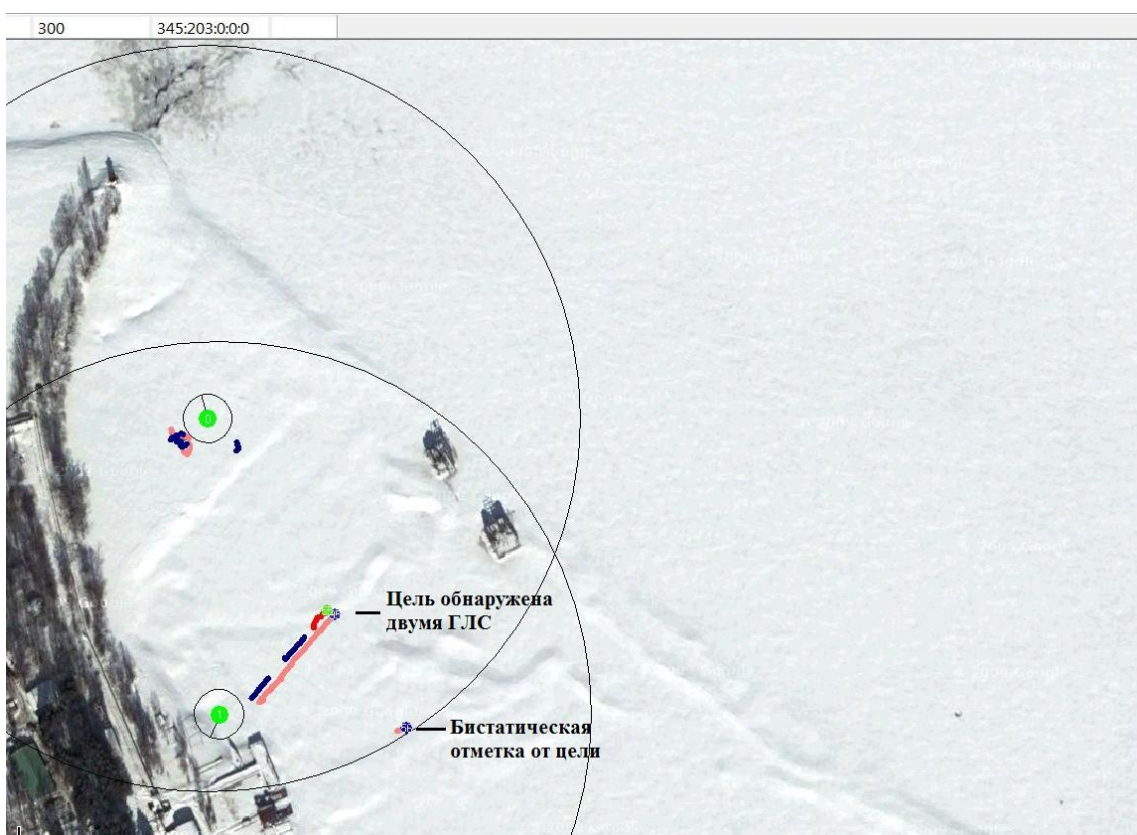 300 345:203:0:0:0
0
Цель обнаружена
двумя ГЛС
1
Бистатическая
отметка от цели